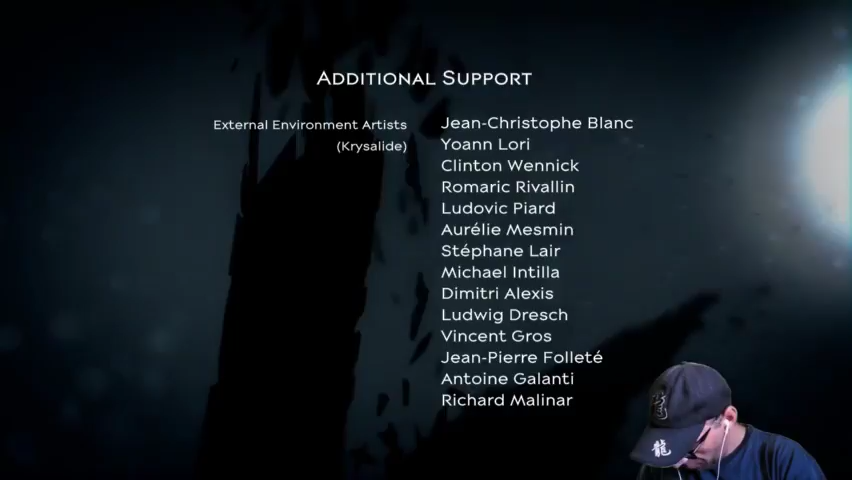 Additional Support
External Environment Artists
(Krysalide)
Jean-Christophe Blanc
Yoann Lori
Clinton Wennick
Romaric Rivallin
Ludovic Piard
Aurélie Mesmin
Stéphane Lair
Michael Intilla
Dimitri Alexis
Ludwig Dresch
Vincent Gros
Jean-Pierre Folleté
Antoine Galanti
Richard Malinar
龍